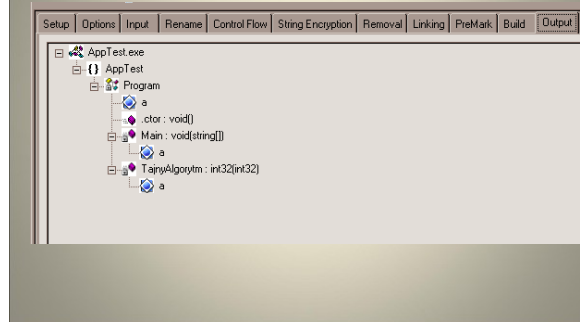 Setup Options Input Rename Control Flow String Encryption Removal Linking PreMark Build Output
AppTest.exe
{} AppTest
Program
a
.ctor : void()
Main : void(string[])
a
TajnyAlgorytm : int32(int32)
a